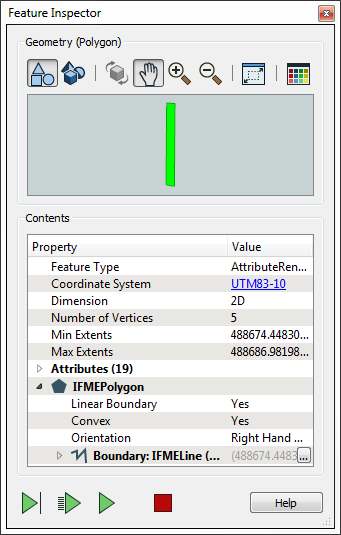 Feature Inspector
Geometry (Polygon)
Contents
Property Value
Feature Type AttributeRen...
Coordinate System UTM83-10
Dimension 2D
Number of Vertices 5
Min Extents 488674.44830...
Max Extents 488686.98198...
Attributes (19)
IFMEPolygon
Linear Boundary Yes
Convex Yes
Orientation Right Hand ...
Boundary: IFMELine (... (488674.4483 ...
Help